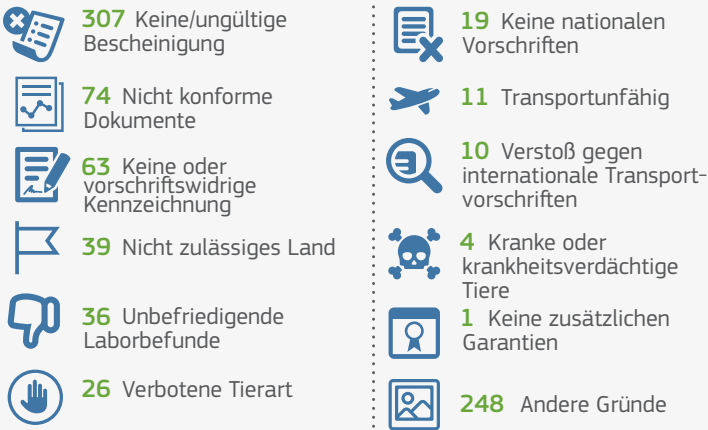 307 Keine/ungültige
Bescheinigung
74 Nicht konforme
Dokumente
63 Keine oder
vorschriftswidrige
Kennzeichnung
39 Nicht zulässiges Land
36 Unbefriedigende
Laborbefunde
26 Verbotene Tierart
19 Keine nationalen
Vorschriften
11 Transportunfähig
10 Verstoß gegen
internationale Transport-
vorschriften
4 Kranke oder
krankheitsverdächtige
Tiere
1 Keine zusätzlichen
Garantien
248 Andere Gründe